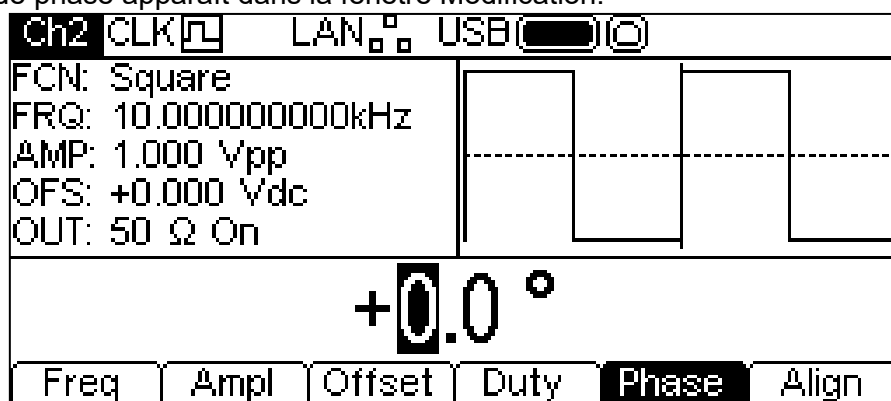 de phase apparaît dans la fenêtre Modification.
Ch2 CLK LAN USB
FCN: Square
FRQ: 10.000000000kHz
AMP: 1.000 Vpp
OFS: +0.000 Vdc
OUT: 50 Ω On
+0.0 °
Freq Ampl Offset Duty Phase Align